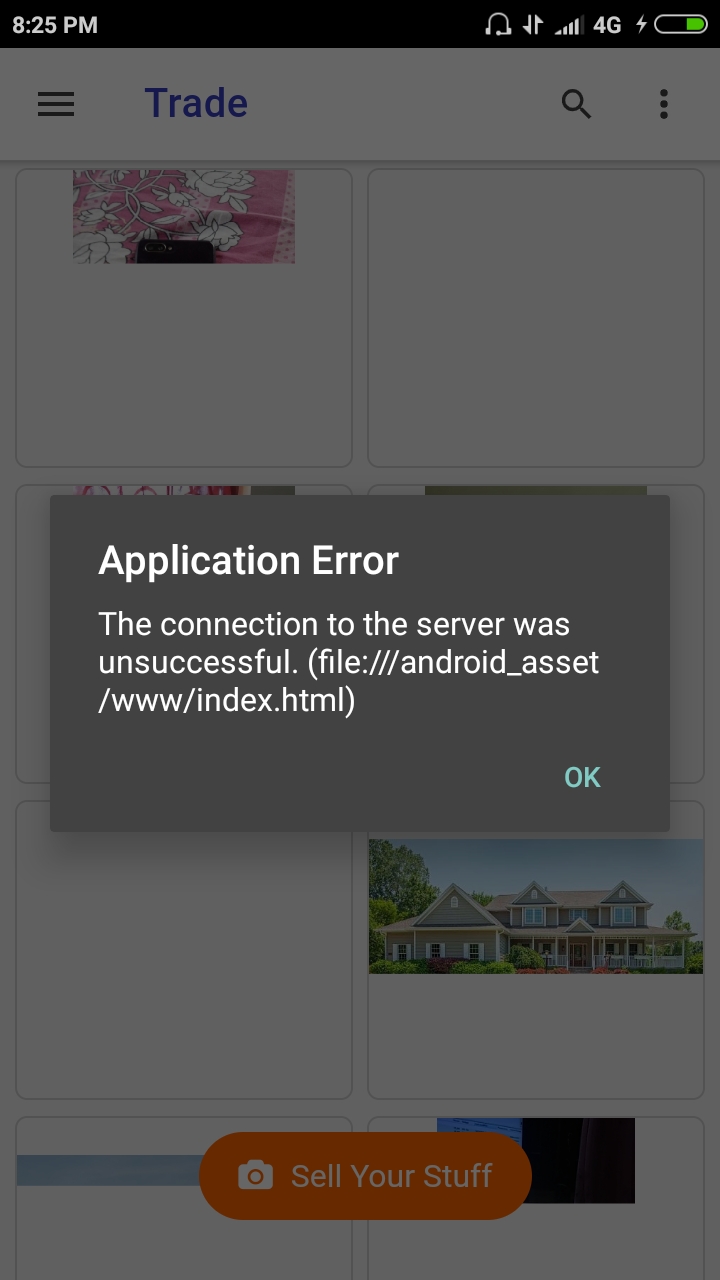 8:25 PM 4G
Trade
Application Error
The connection to the server was
unsuccessful. (file:///android_asset
/www/index.html)
OK
Sell Your Stuff